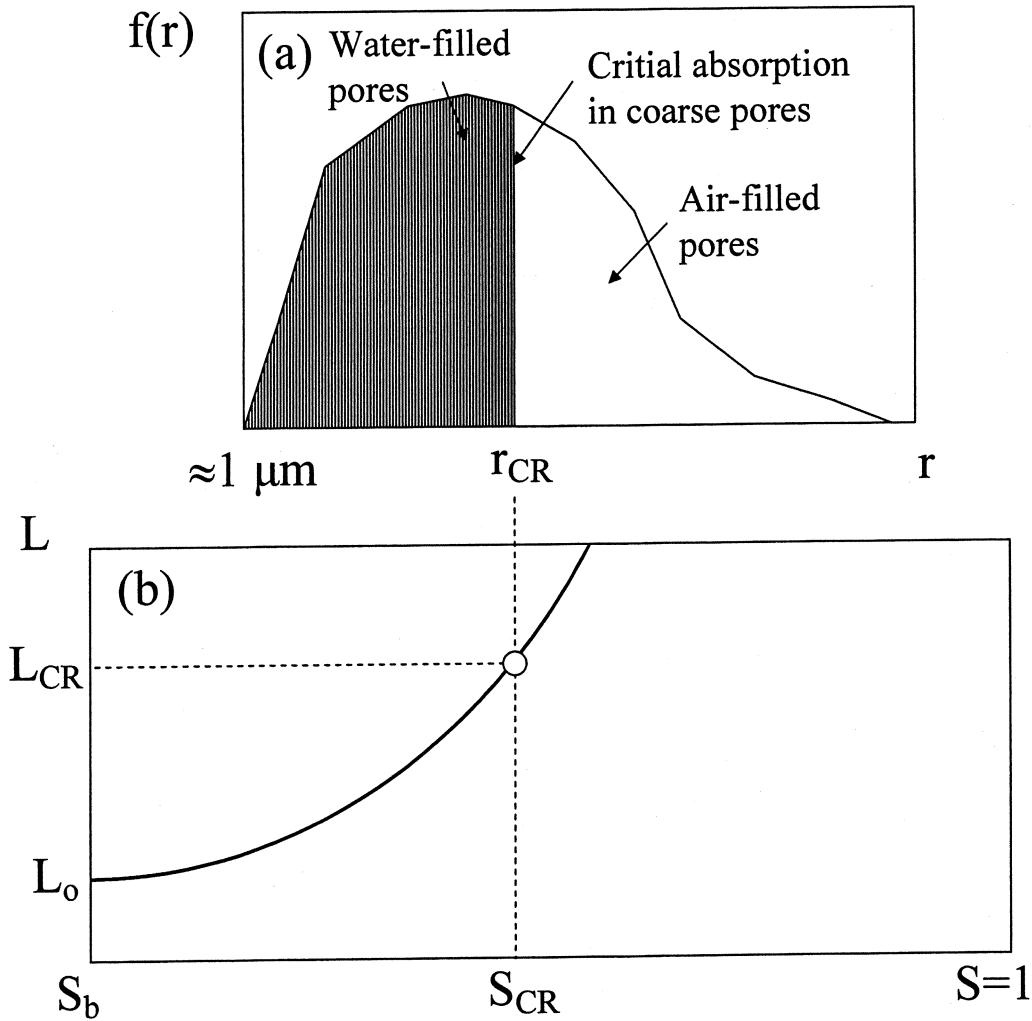 f(r)
(a)
Water-filled
pores
Critial absorption
in coarse pores
Air-filled
pores
≈1 μm
r_CR
r
L
(b)
L_CR
L_o
S_b
S_CR
S=1